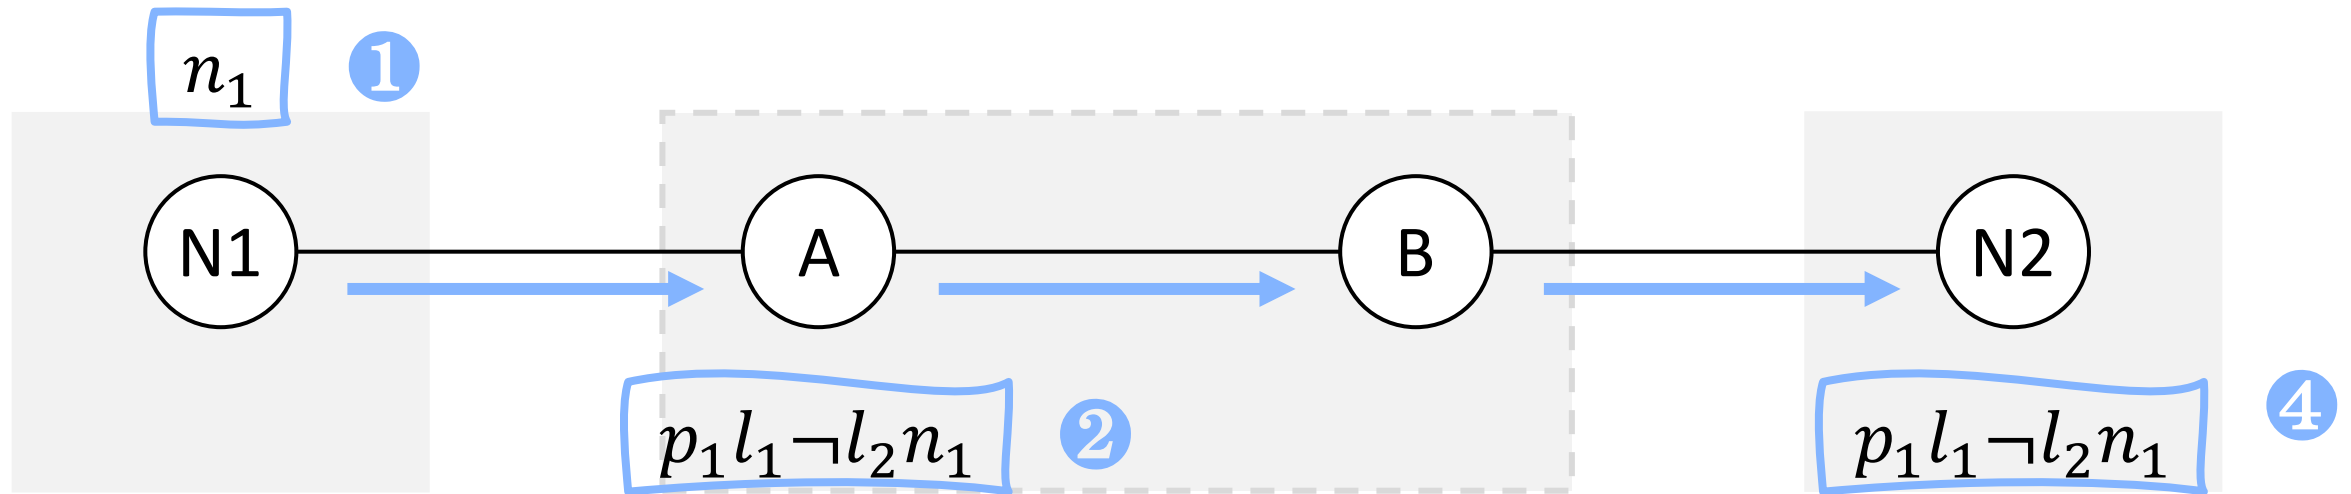 n₁ ❶
N1 A B N2
p₁l₁¬l₂n₁ ❷ p₁l₁¬l₂n₁ ❹